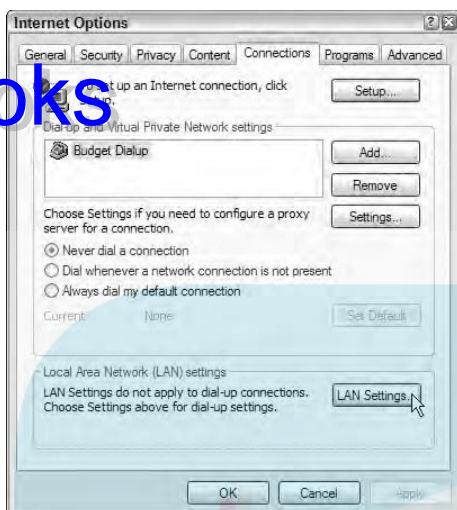 Internet Options
General Security Privacy Content Connections Programs Advanced
oks
up an Internet connection, click
Setup...
Dial-up and Virtual Private Network settings
Budget Dialup
Add...
Remove
Choose Settings if you need to configure a proxy
server for a connection.
Settings...
Never dial a connection
Dial whenever a network connection is not present
Always dial my default connection
Current None
Set Default
Local Area Network (LAN) settings
LAN Settings do not apply to dial-up connections.
Choose Settings above for dial-up settings.
LAN Settings...
OK Cancel Apply